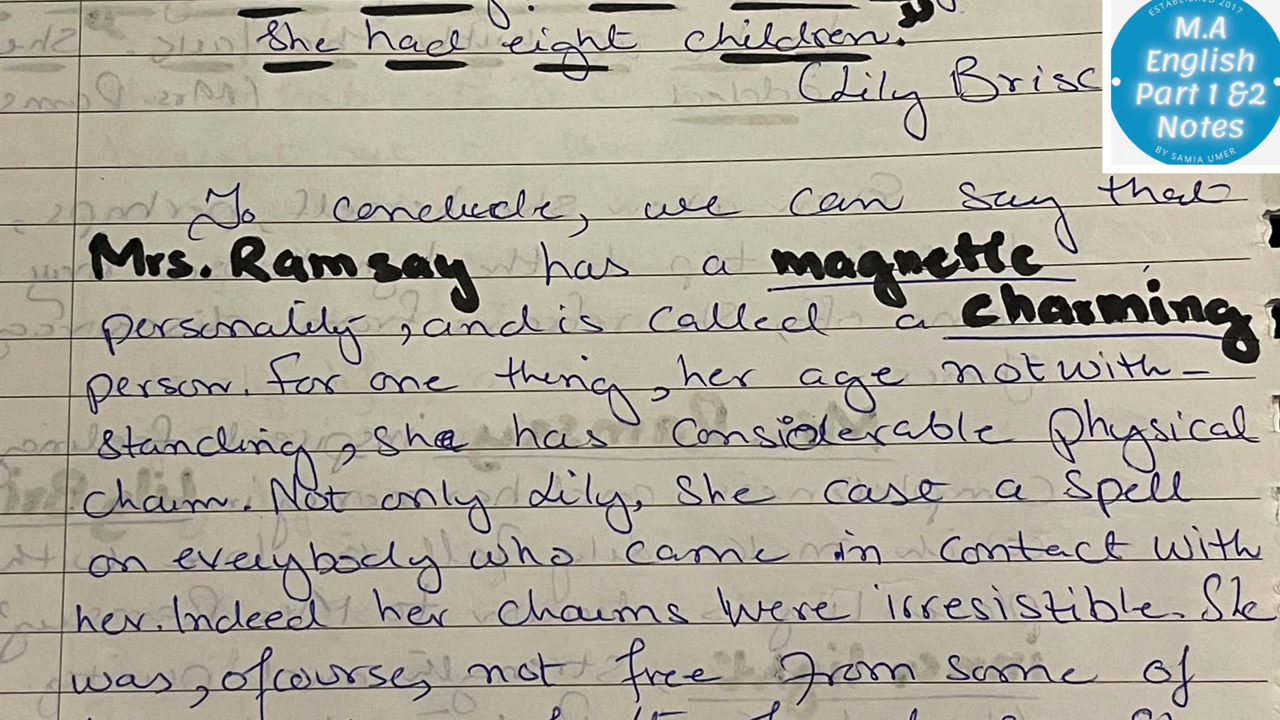 She had eight children."
(Lily Brisc
ESTABLISHED 2017
M.A
English
Part 1 &2
Notes
BY SAMIA UMER
To conclude, we can say that
Mrs. Ramsay has a magnetic
personality, and is called a charming
person. for one thing, her age notwith-
standing, she has considerable physical
charm. Not only Lily, she cast a spell
on everybody who came in contact with
her. Indeed her charms were irresistible. She
was, ofcourse, not free from some of